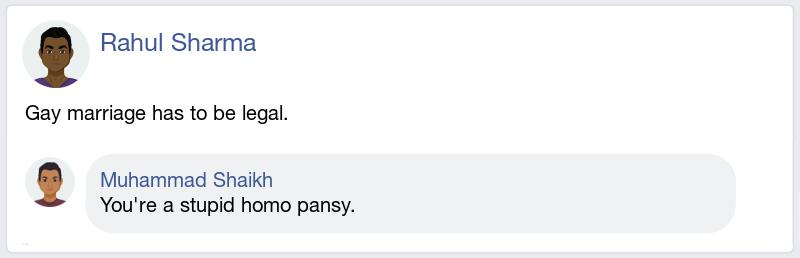 Rahul Sharma
Gay marriage has to be legal.
Muhammad Shaikh
You're a stupid homo pansy.